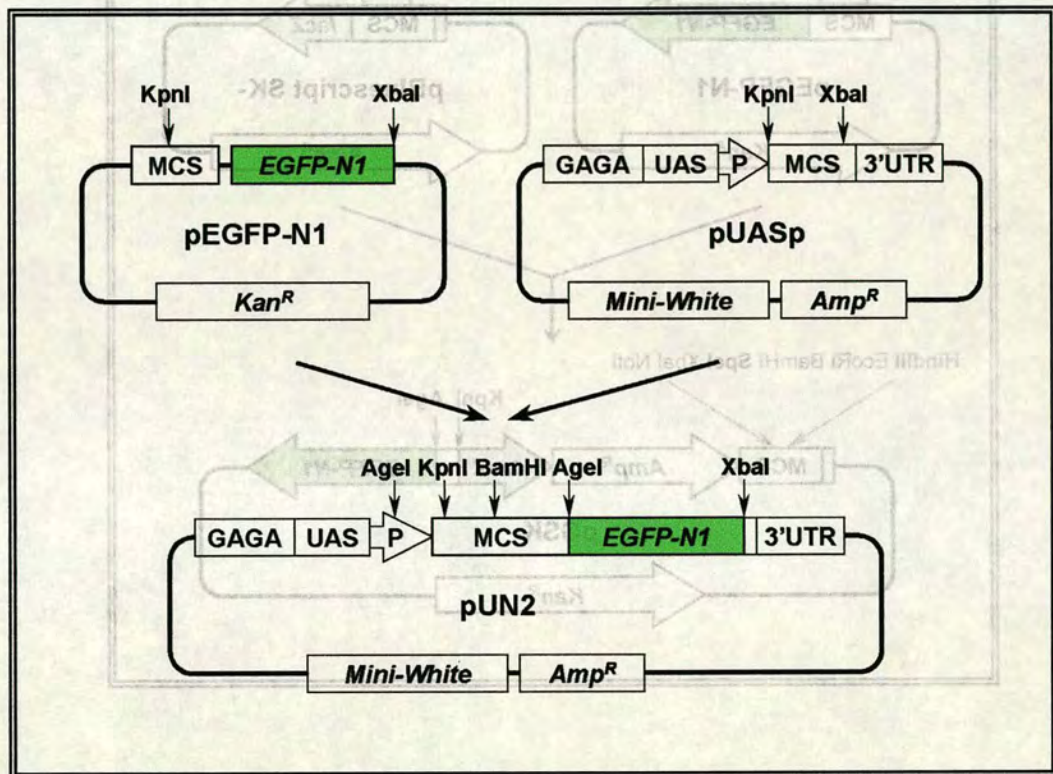 KpnI XbaI
MCS EGFP-N1
pEGFP-N1
Kan^R
KpnI XbaI
GAGA UAS P MCS 3'UTR
pUASp
Mini-White Amp^R
AgeI KpnI BamHI AgeI XbaI
GAGA UAS P MCS EGFP-N1 3'UTR
pUN2
Mini-White Amp^R